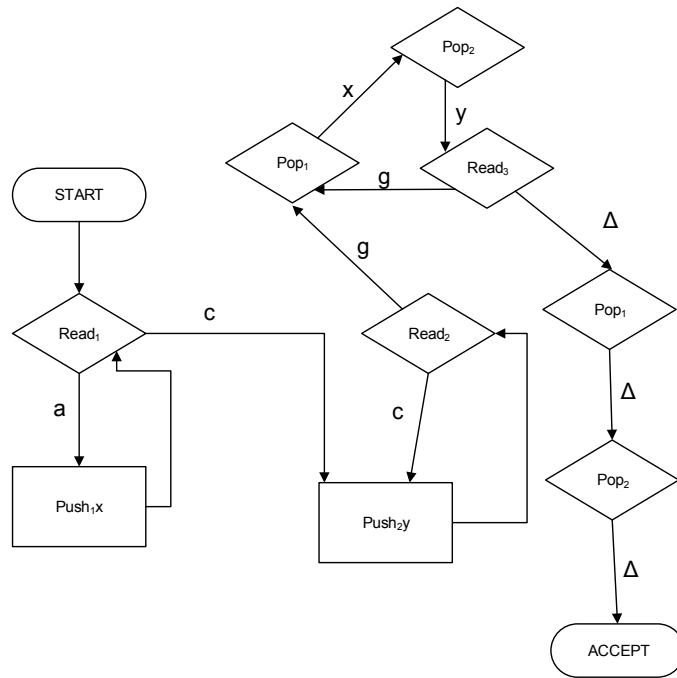 Pop₂
x
y
Pop₁
Read₃
g
START
Δ
g
Pop₁
c
Read₁
Read₂
Δ
a
c
Pop₂
Push₁x
Push₂y
Δ
ACCEPT